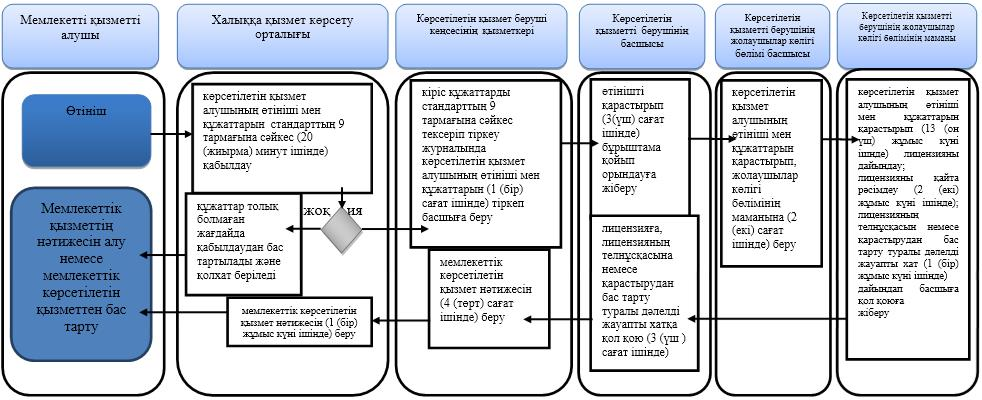 Мемлекетті қызметті
алушы
Халыққа қызмет көрсету
орталығы
Көрсетілетін қызмет беруші
кеңсесінің қызметкері
Көрсетілетін
қызметті берушінің
басшысы
Көрсетілетін
қызметті берушінің
жолаушылар көлігі
бөлімі басшысы
Көрсетілетін қызметті
берушінің жолаушылар
көлігі бөлімінің маманы
Өтініш
Мемлекеттік
қызметтің
нәтижесін алу
немесе
мемлекеттік
көрсетілетін
қызметтен бас
тарту
көрсетілетін қызмет
алушының өтініші мен
құжаттарын стандарттың 9
тармағына сәйкес (20
(жиырма) минут ішінде)
қабылдау
жоқ
ия
құжаттар толық
болмаған
жағдайда
қабылдаудан бас
тартылады және
қолхат беріледі
мемлекеттік көрсетілетін
қызмет нәтижесін (1 (бір)
жұмыс күні ішінде) беру
кіріс құжаттарды
стандарттың 9
тармағына сәйкес
тексеріп тіркеу
журналында
көрсетілетін қызмет
алушының өтініші мен
құжаттарын (1 (бір)
сағат ішінде) тіркеп
басшыға беру
мемлекеттік
көрсетілетін
қызмет нәтижесін
(4 (төрт) сағат
ішінде) беру
өтінішті
қарастырып
(3(үш) сағат
ішінде)
бұрыштама
қойып
орындауға
жіберу
лицензияға,
лицензияның
телнұсқасына
немесе
қарастырудан
бас тарту
туралы дәлелді
жауапты хатқа
қол қою (3 (үш )
сағат ішінде)
көрсетілетін
қызмет
алушының
өтініші мен
құжаттарын
қарастырып,
жолаушылар
көлігі
бөлімінің
маманына (2
(екі) сағат
ішінде) беру
көрсетілетін қызмет
алушының өтініші
мен құжаттарын
қарастырып (13 (он
үш) жұмыс күні
ішнде) лицензияны
дайындау;
лицензияны қайта
рәсімдеу (2 (екі)
жұмыс күні ішінде);
лицензияның
телнұсқасын немесе
қарастырудан бас
тарту туралы дәлелді
жауапты хат (1 (бір)
жұмыс күні ішінде)
дайындап басшыға
қол қоюға
жіберу